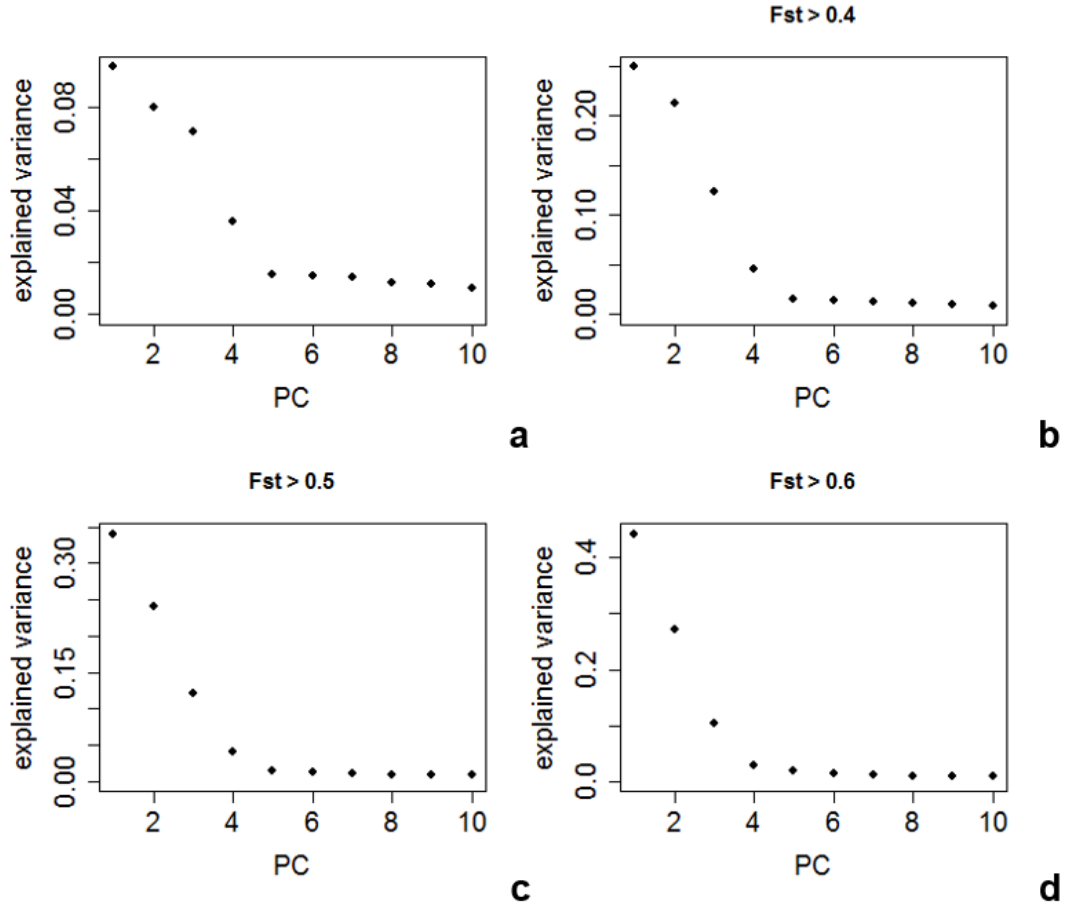 explained variance
0.00 0.04 0.08
2 4 6 8 10
PC
a
Fst > 0.4
explained variance
0.00 0.10 0.20
2 4 6 8 10
PC
b
Fst > 0.5
explained variance
0.00 0.15 0.30
2 4 6 8 10
PC
c
Fst > 0.6
explained variance
0.0 0.2 0.4
2 4 6 8 10
PC
d